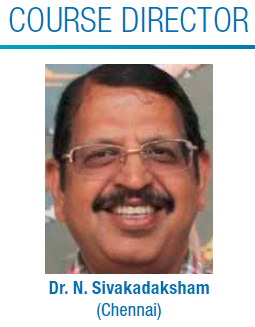 COURSE DIRECTOR
Dr. N. Sivakadaksham
(Chennai)